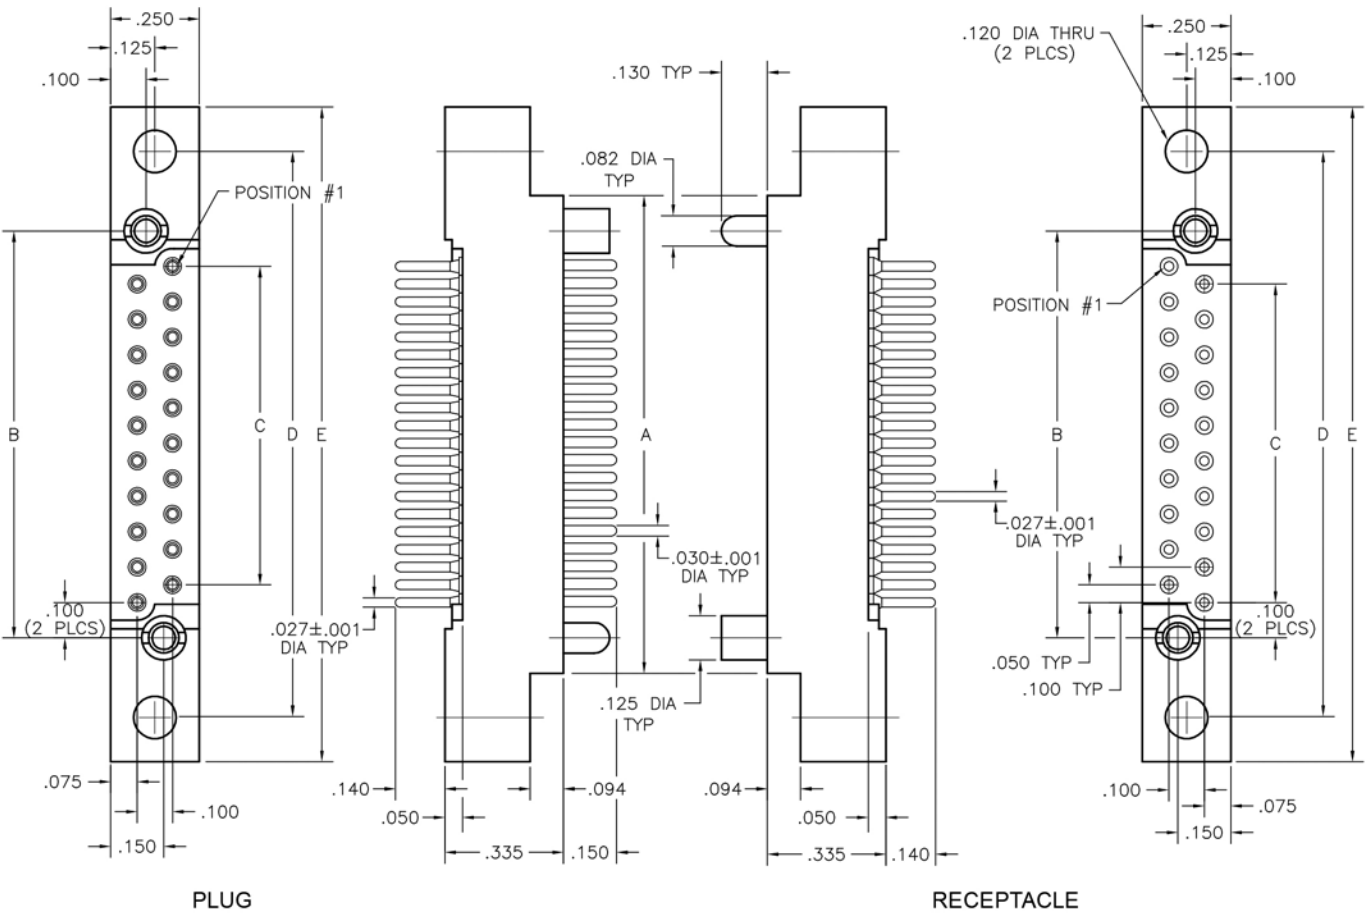 .250
.125
.100
POSITION #1
B
C
D
E
.100
(2 PLCS)
.075
.100
.150
.027±.001
DIA TYP
.140
.050
.094
.335
.150
A
.030±.001
DIA TYP
.125 DIA
TYP
.130 TYP
.082 DIA
TYP
.094
.050
.335
.140
.027±.001
DIA TYP
.120 DIA THRU
(2 PLCS)
.250
.125
.100
POSITION #1
B
C
D
E
.100
(2 PLCS)
.050 TYP
.100 TYP
.100
.075
.150
PLUG
RECEPTACLE